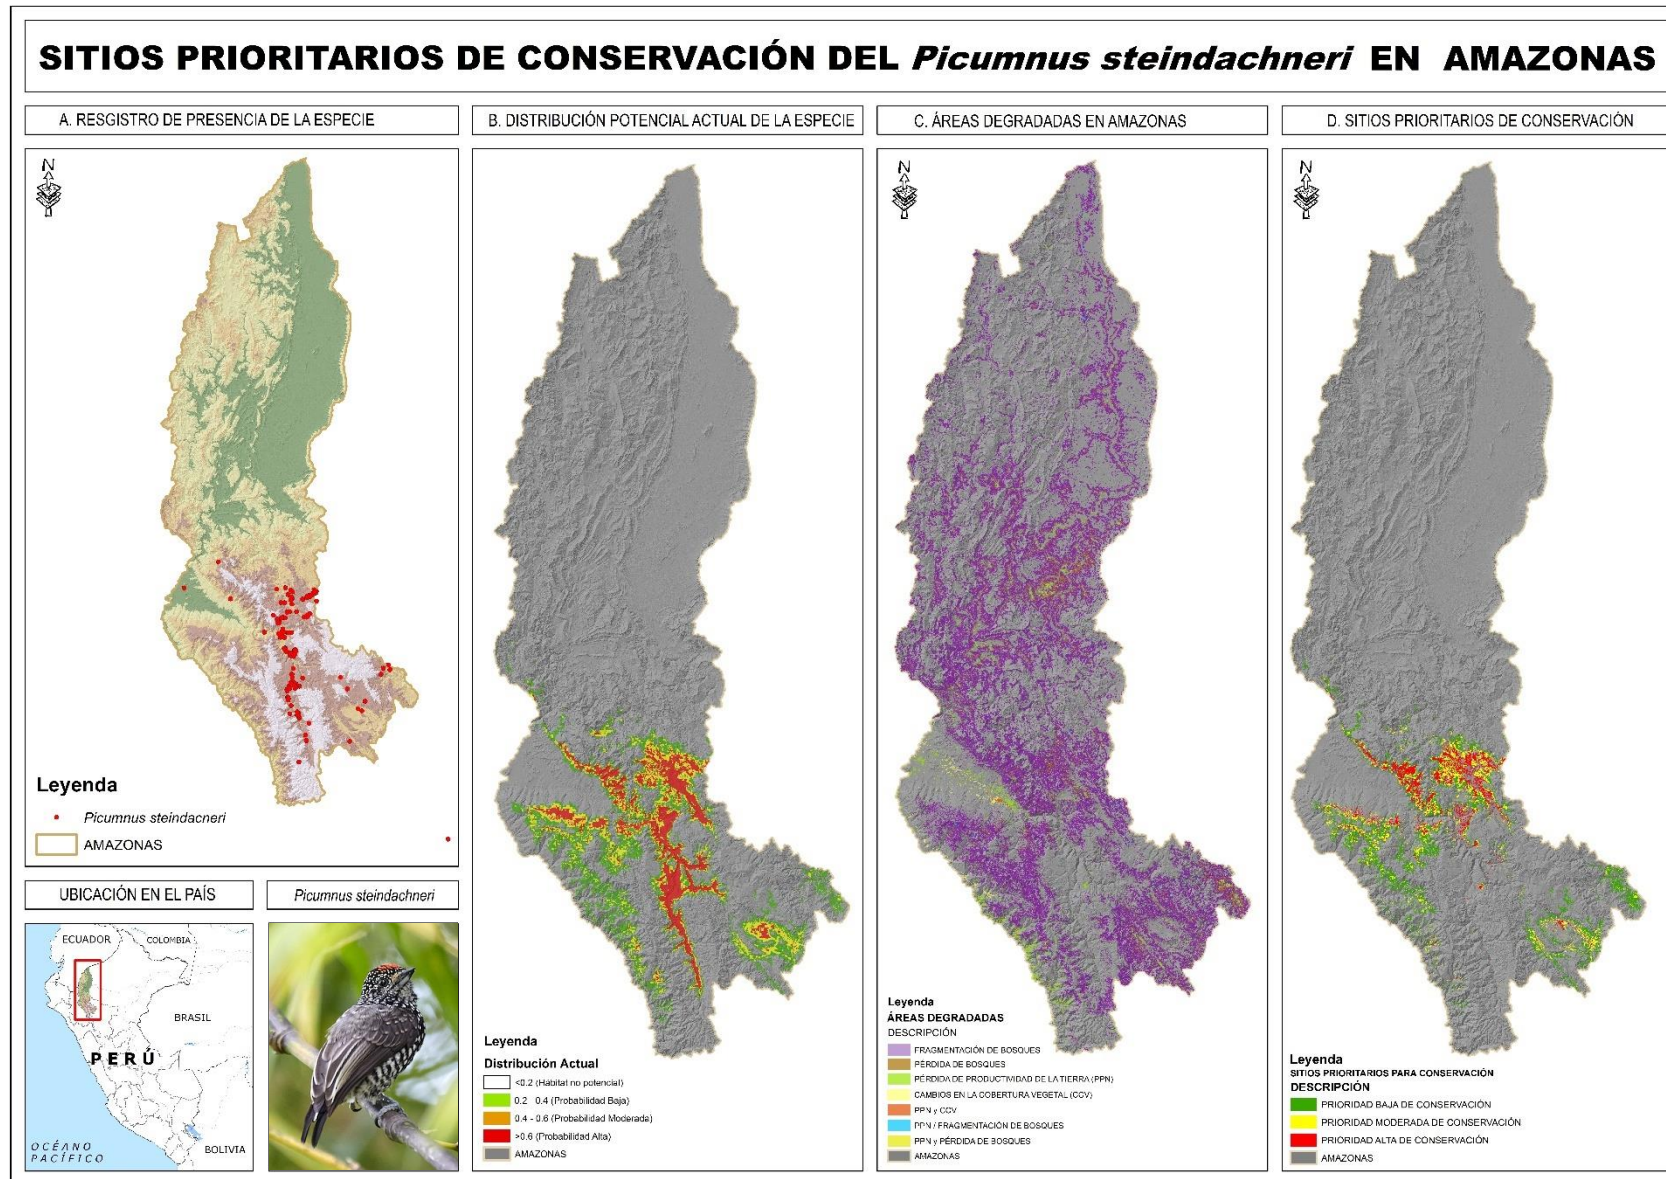 SITIOS PRIORITARIOS DE CONSERVACIÓN DEL Picumnus steindachneri EN AMAZONAS
A. RESGISTRO DE PRESENCIA DE LA ESPECIE
N
Leyenda
Picumnus steindacneri
AMAZONAS
UBICACIÓN EN EL PAÍS
ECUADOR
COLOMBIA
BRASIL
PERÚ
OCÉANO
PACÍFICO
BOLIVIA
Picumnus steindachneri
B. DISTRIBUCIÓN POTENCIAL ACTUAL DE LA ESPECIE
Leyenda
Distribución Actual
<0.2 (Hábitat no potencial)
0.2 - 0.4 (Probabilidad Baja)
0.4 - 0.6 (Probabilidad Moderada)
>0.6 (Probabilidad Alta)
AMAZONAS
C. ÁREAS DEGRADADAS EN AMAZONAS
N
Leyenda
ÁREAS DEGRADADAS
DESCRIPCIÓN
FRAGMENTACIÓN DE BOSQUES
PÉRDIDA DE BOSQUES
PÉRDIDA DE PRODUCTIVIDAD DE LA TIERRA (PPN)
CAMBIOS EN LA COBERTURA VEGETAL (CCV)
PPN y CCV
PPN / FRAGMENTACIÓN DE BOSQUES
PPN y PÉRDIDA DE BOSQUES
AMAZONAS
D. SITIOS PRIORITARIOS DE CONSERVACIÓN
N
Leyenda
SITIOS PRIORITARIOS PARA CONSERVACIÓN
DESCRIPCIÓN
PRIORIDAD BAJA DE CONSERVACIÓN
PRIORIDAD MODERADA DE CONSERVACIÓN
PRIORIDAD ALTA DE CONSERVACIÓN
AMAZONAS